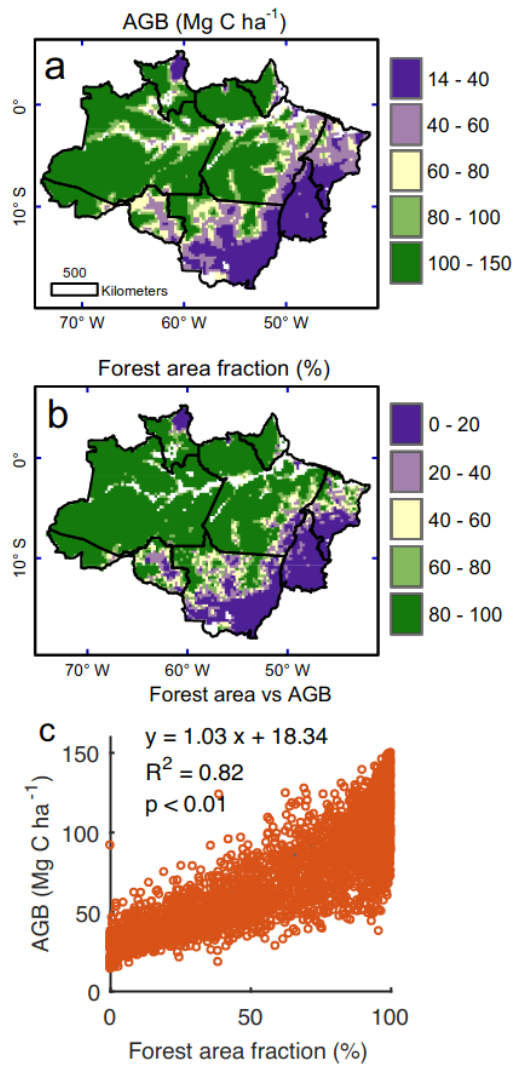 AGB (Mg C ha⁻¹)
a
0°
10° S
500
Kilometers
70° W 60° W 50° W
14 - 40
40 - 60
60 - 80
80 - 100
100 - 150
Forest area fraction (%)
b
0°
10° S
70° W 60° W 50° W
0 - 20
20 - 40
40 - 60
60 - 80
80 - 100
Forest area vs AGB
c
y = 1.03 x + 18.34
R² = 0.82
p < 0.01
AGB (Mg C ha⁻¹)
150
100
50
0
0 50 100
Forest area fraction (%)